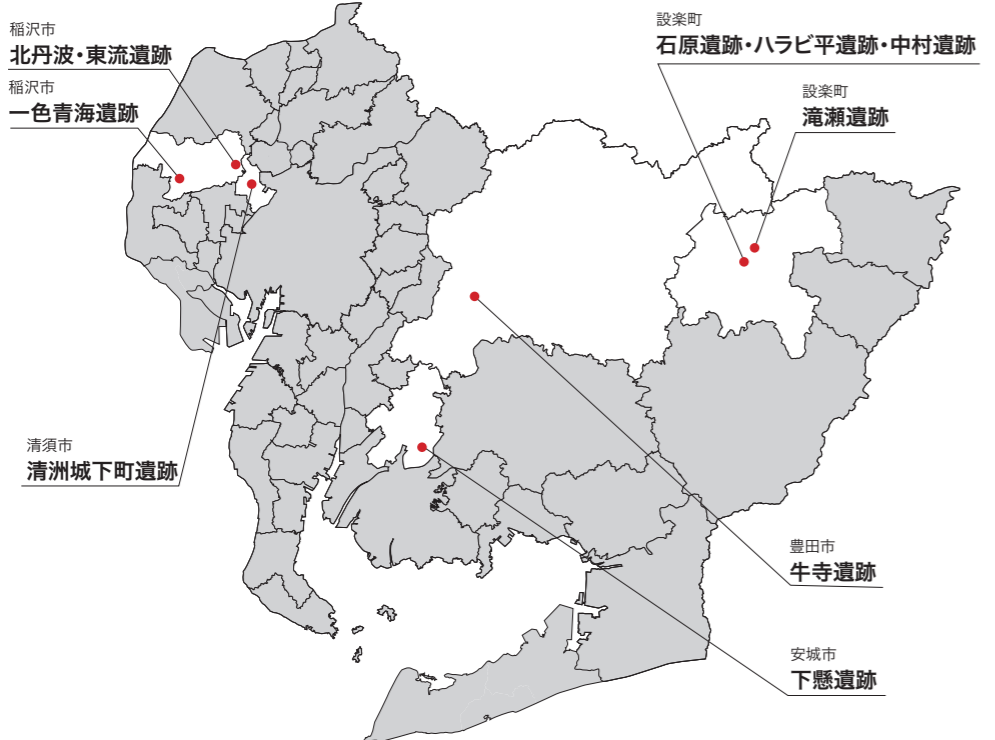 稲沢市
北丹波・東流遺跡
稲沢市
一色青海遺跡
設楽町
石原遺跡・ハラビ平遺跡・中村遺跡
設楽町
滝瀬遺跡
清須市
清洲城下町遺跡
豊田市
牛寺遺跡
安城市
下懸遺跡